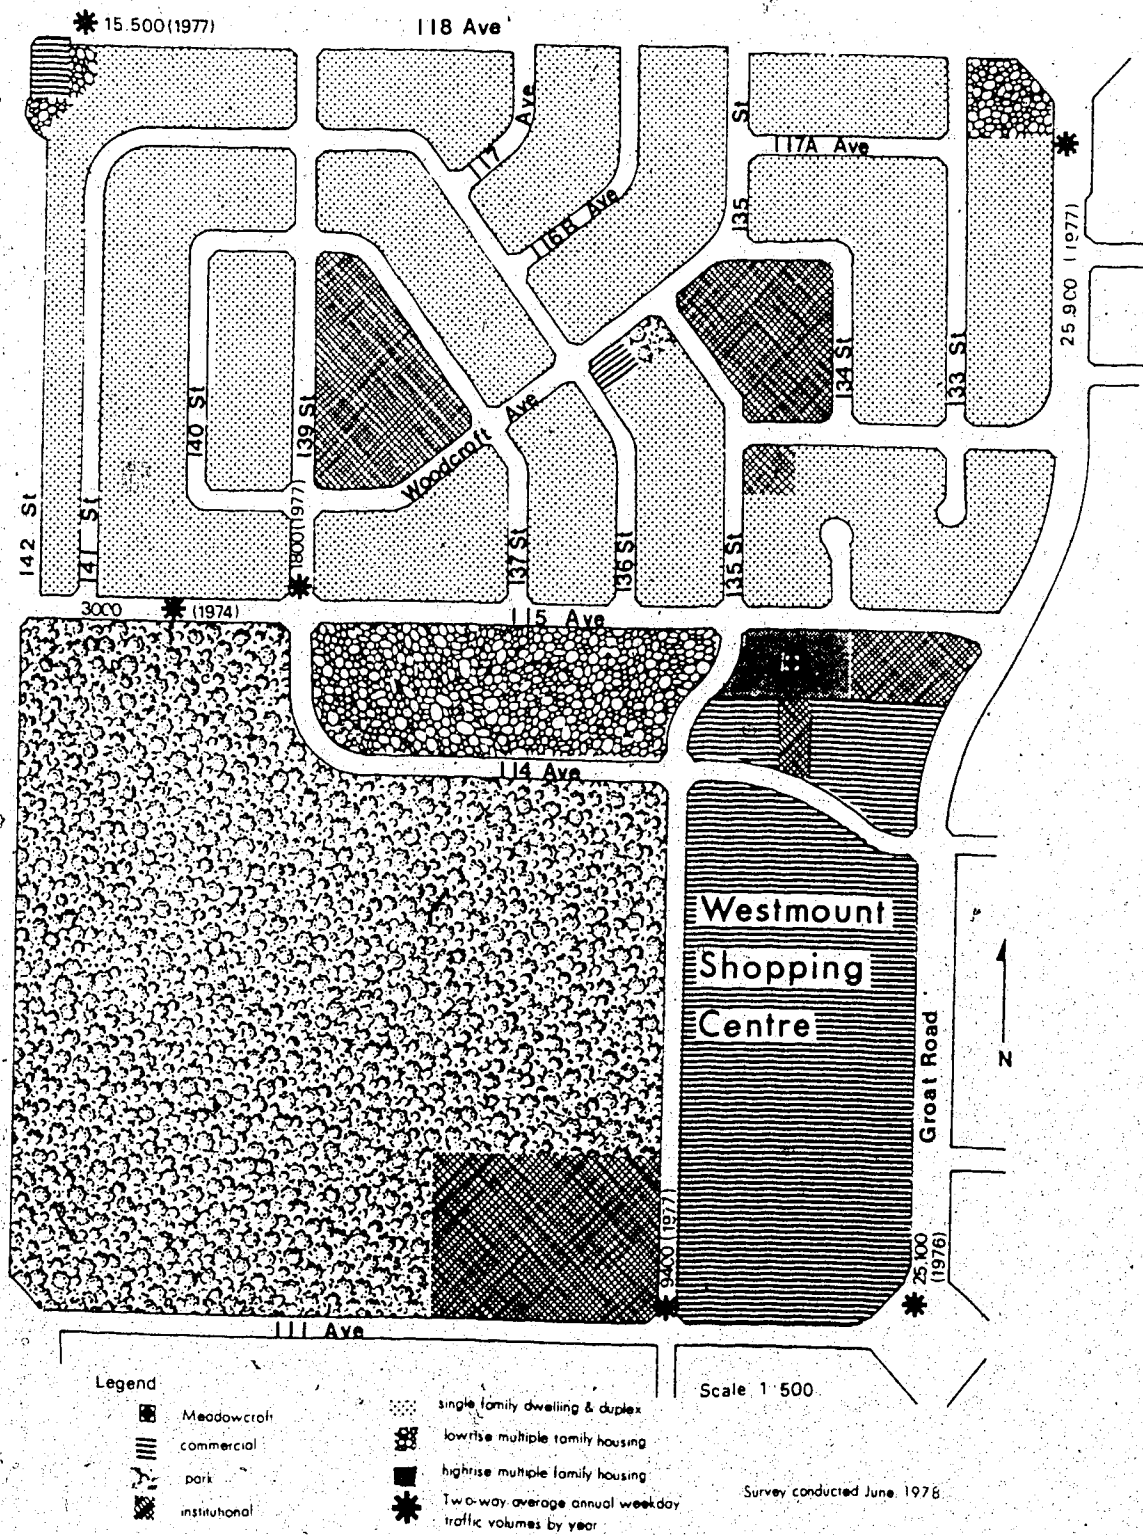 15.500(1977)
118 Ave
117 Ave
116B Ave
135 St
117A Ave
25.900 (1977)
142 St
141 St
140 St
139 St
1800(1977)
Woodcroft Ave
137 St
136 St
135 St
134 St
133 St
3000 (1974)
115 Ave
114 Ave
Westmount
Shopping
Centre
Groat Road
N
9400 (1977)
25,100
(1976)
111 Ave
Scale 1:500
Legend
Meadowcroft
commercial
park
institutional
single family dwelling & duplex
lowrise multiple family housing
highrise multiple family housing
Two-way average annual weekday
traffic volumes by year
Survey conducted June, 1978